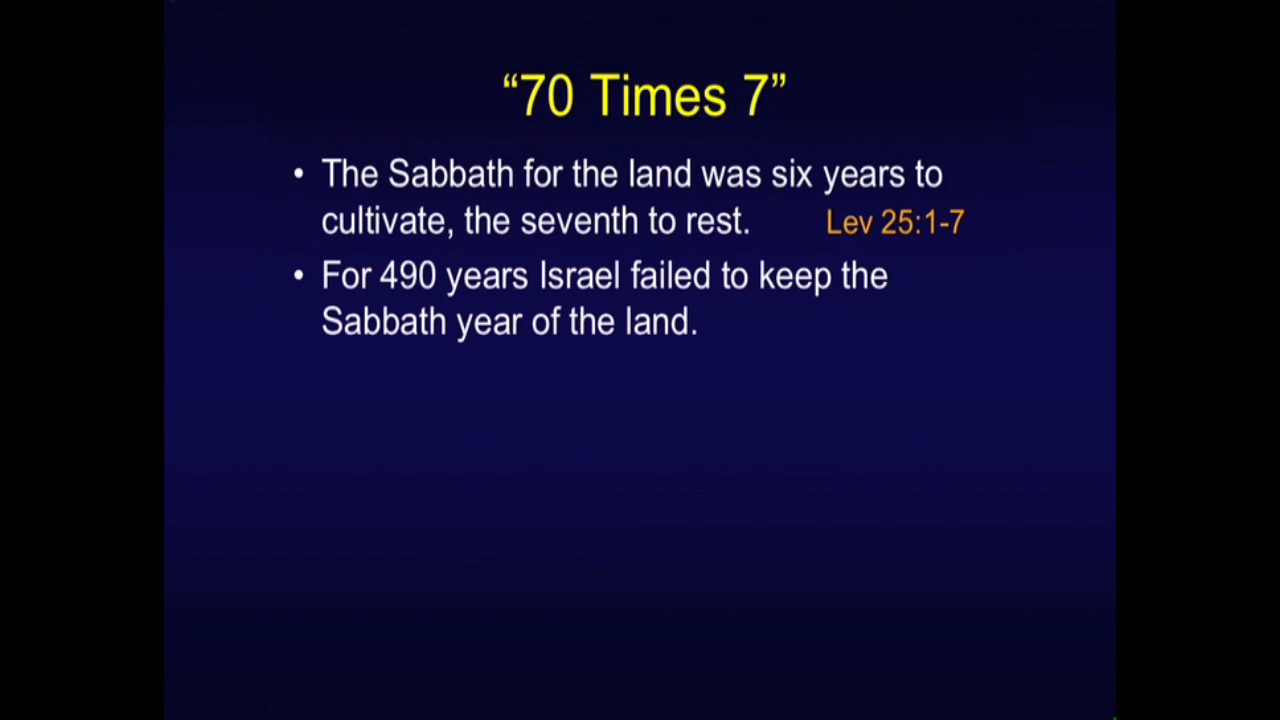 “70 Times 7”
• The Sabbath for the land was six years to
cultivate, the seventh to rest. Lev 25:1-7
• For 490 years Israel failed to keep the
Sabbath year of the land.